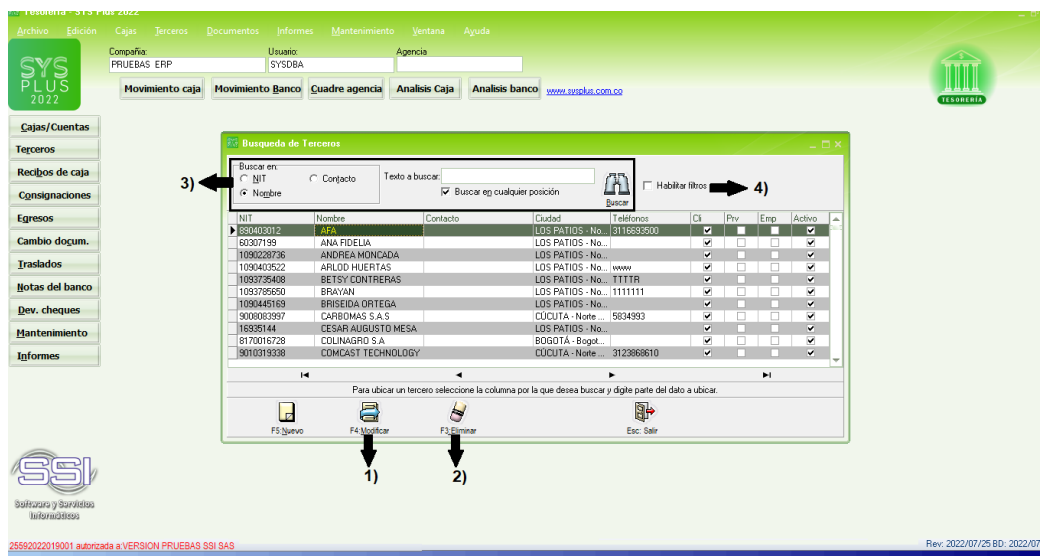 Tesorería - SYS Plus 2022
Archivo Edición Cajas Terceros Documentos Informes Mantenimiento Ventana Ayuda
SYS
PLUS
2022
Compañia: Usuario: Agencia
PRUEBAS ERP SYSDBA
Movimiento caja Movimiento Banco Cuadre agencia Analisis Caja Analisis banco www.sysplus.com.co
TESORERÍA
Cajas/Cuentas
Terceros
Recibos de caja
Consignaciones
Egresos
Cambio docum.
Traslados
Notas del banco
Dev. cheques
Mantenimiento
Informes
Busqueda de Terceros
3)
Buscar en:
NIT Contacto
Nombre
Texto a buscar:
Buscar en cualquier posición
Buscar
Habilitar filtros
4)
NIT Nombre Contacto Ciudad Teléfonos Cli Prv Emp Activo
890403012 AFA LOS PATIOS - No... 3116693500
60307199 ANA FIDELIA LOS PATIOS - No...
1090228736 ANDREA MONCADA LOS PATIOS - No...
1090403522 ARLOD HUERTAS LOS PATIOS - No... wwww
1093735408 BETSY CONTRERAS LOS PATIOS - No... TTTTR
1093785650 BRAYAN LOS PATIOS - No... 1111111
1090445169 BRISEIDA ORTEGA LOS PATIOS - No...
9008083997 CARBOMAS S.A.S CÚCUTA - Norte ... 5834993
16935144 CESAR AUGUSTO MESA LOS PATIOS - No...
8170016728 COLINAGRO S.A BOGOTÁ - Bogot...
9010319338 COMCAST TECHNOLOGY CÚCUTA - Norte ... 3123868610
Para ubicar un tercero seleccione la columna por la que desea buscar y digite parte del dato a ubicar.
F5:Nuevo F4:Modificar F3:Eliminar Esc: Salir
1) 2)
SSI
Software y Servicios
Informáticos
25592022019001 autorizada a:VERSION PRUEBAS SSI SAS
Rev: 2022/07/25 BD: 2022/07